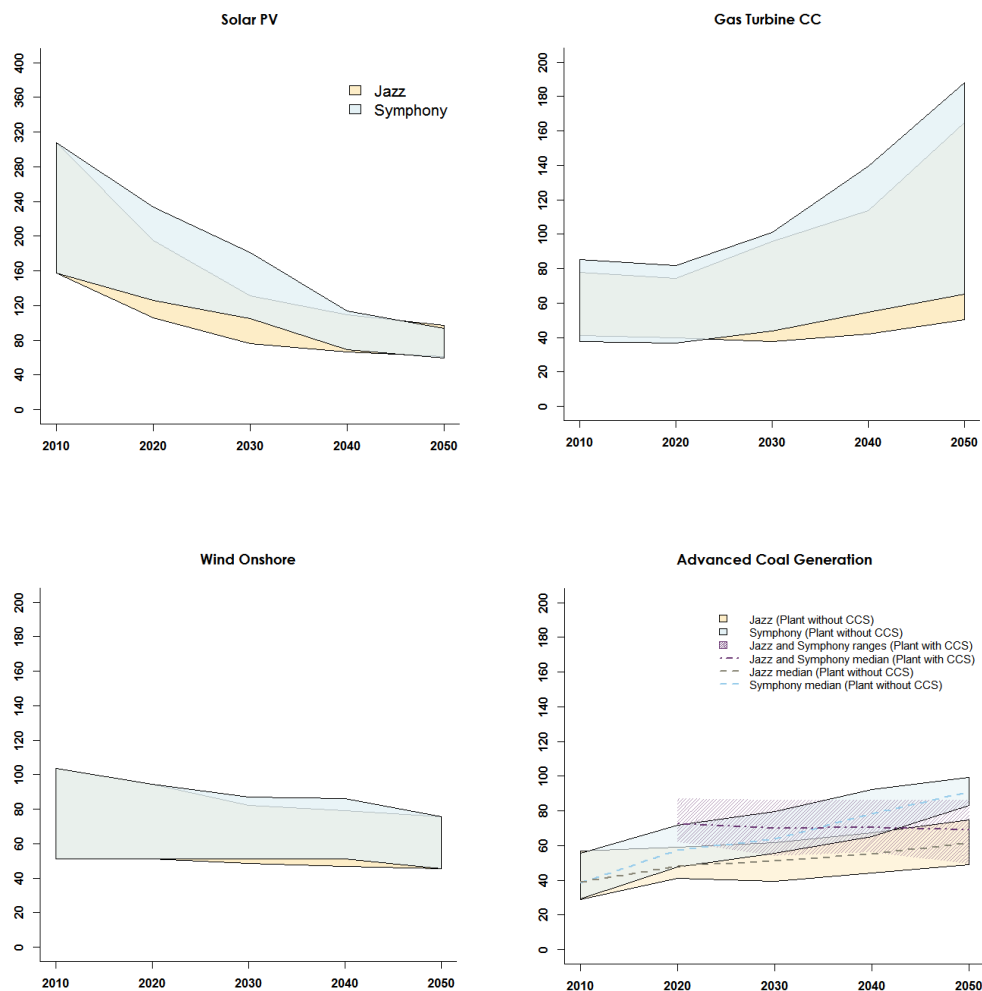 Solar PV
400
360
320
280
240
200
160
120
80
40
0
Jazz
Symphony
2010 2020 2030 2040 2050
Gas Turbine CC
200
180
160
140
120
100
80
60
40
20
0
2010 2020 2030 2040 2050
Wind Onshore
200
180
160
140
120
100
80
60
40
20
0
2010 2020 2030 2040 2050
Advanced Coal Generation
200
180
160
140
120
100
80
60
40
20
0
Jazz (Plant without CCS)
Symphony (Plant without CCS)
Jazz and Symphony ranges (Plant with CCS)
Jazz and Symphony median (Plant with CCS)
Jazz median (Plant without CCS)
Symphony median (Plant without CCS)
2010 2020 2030 2040 2050